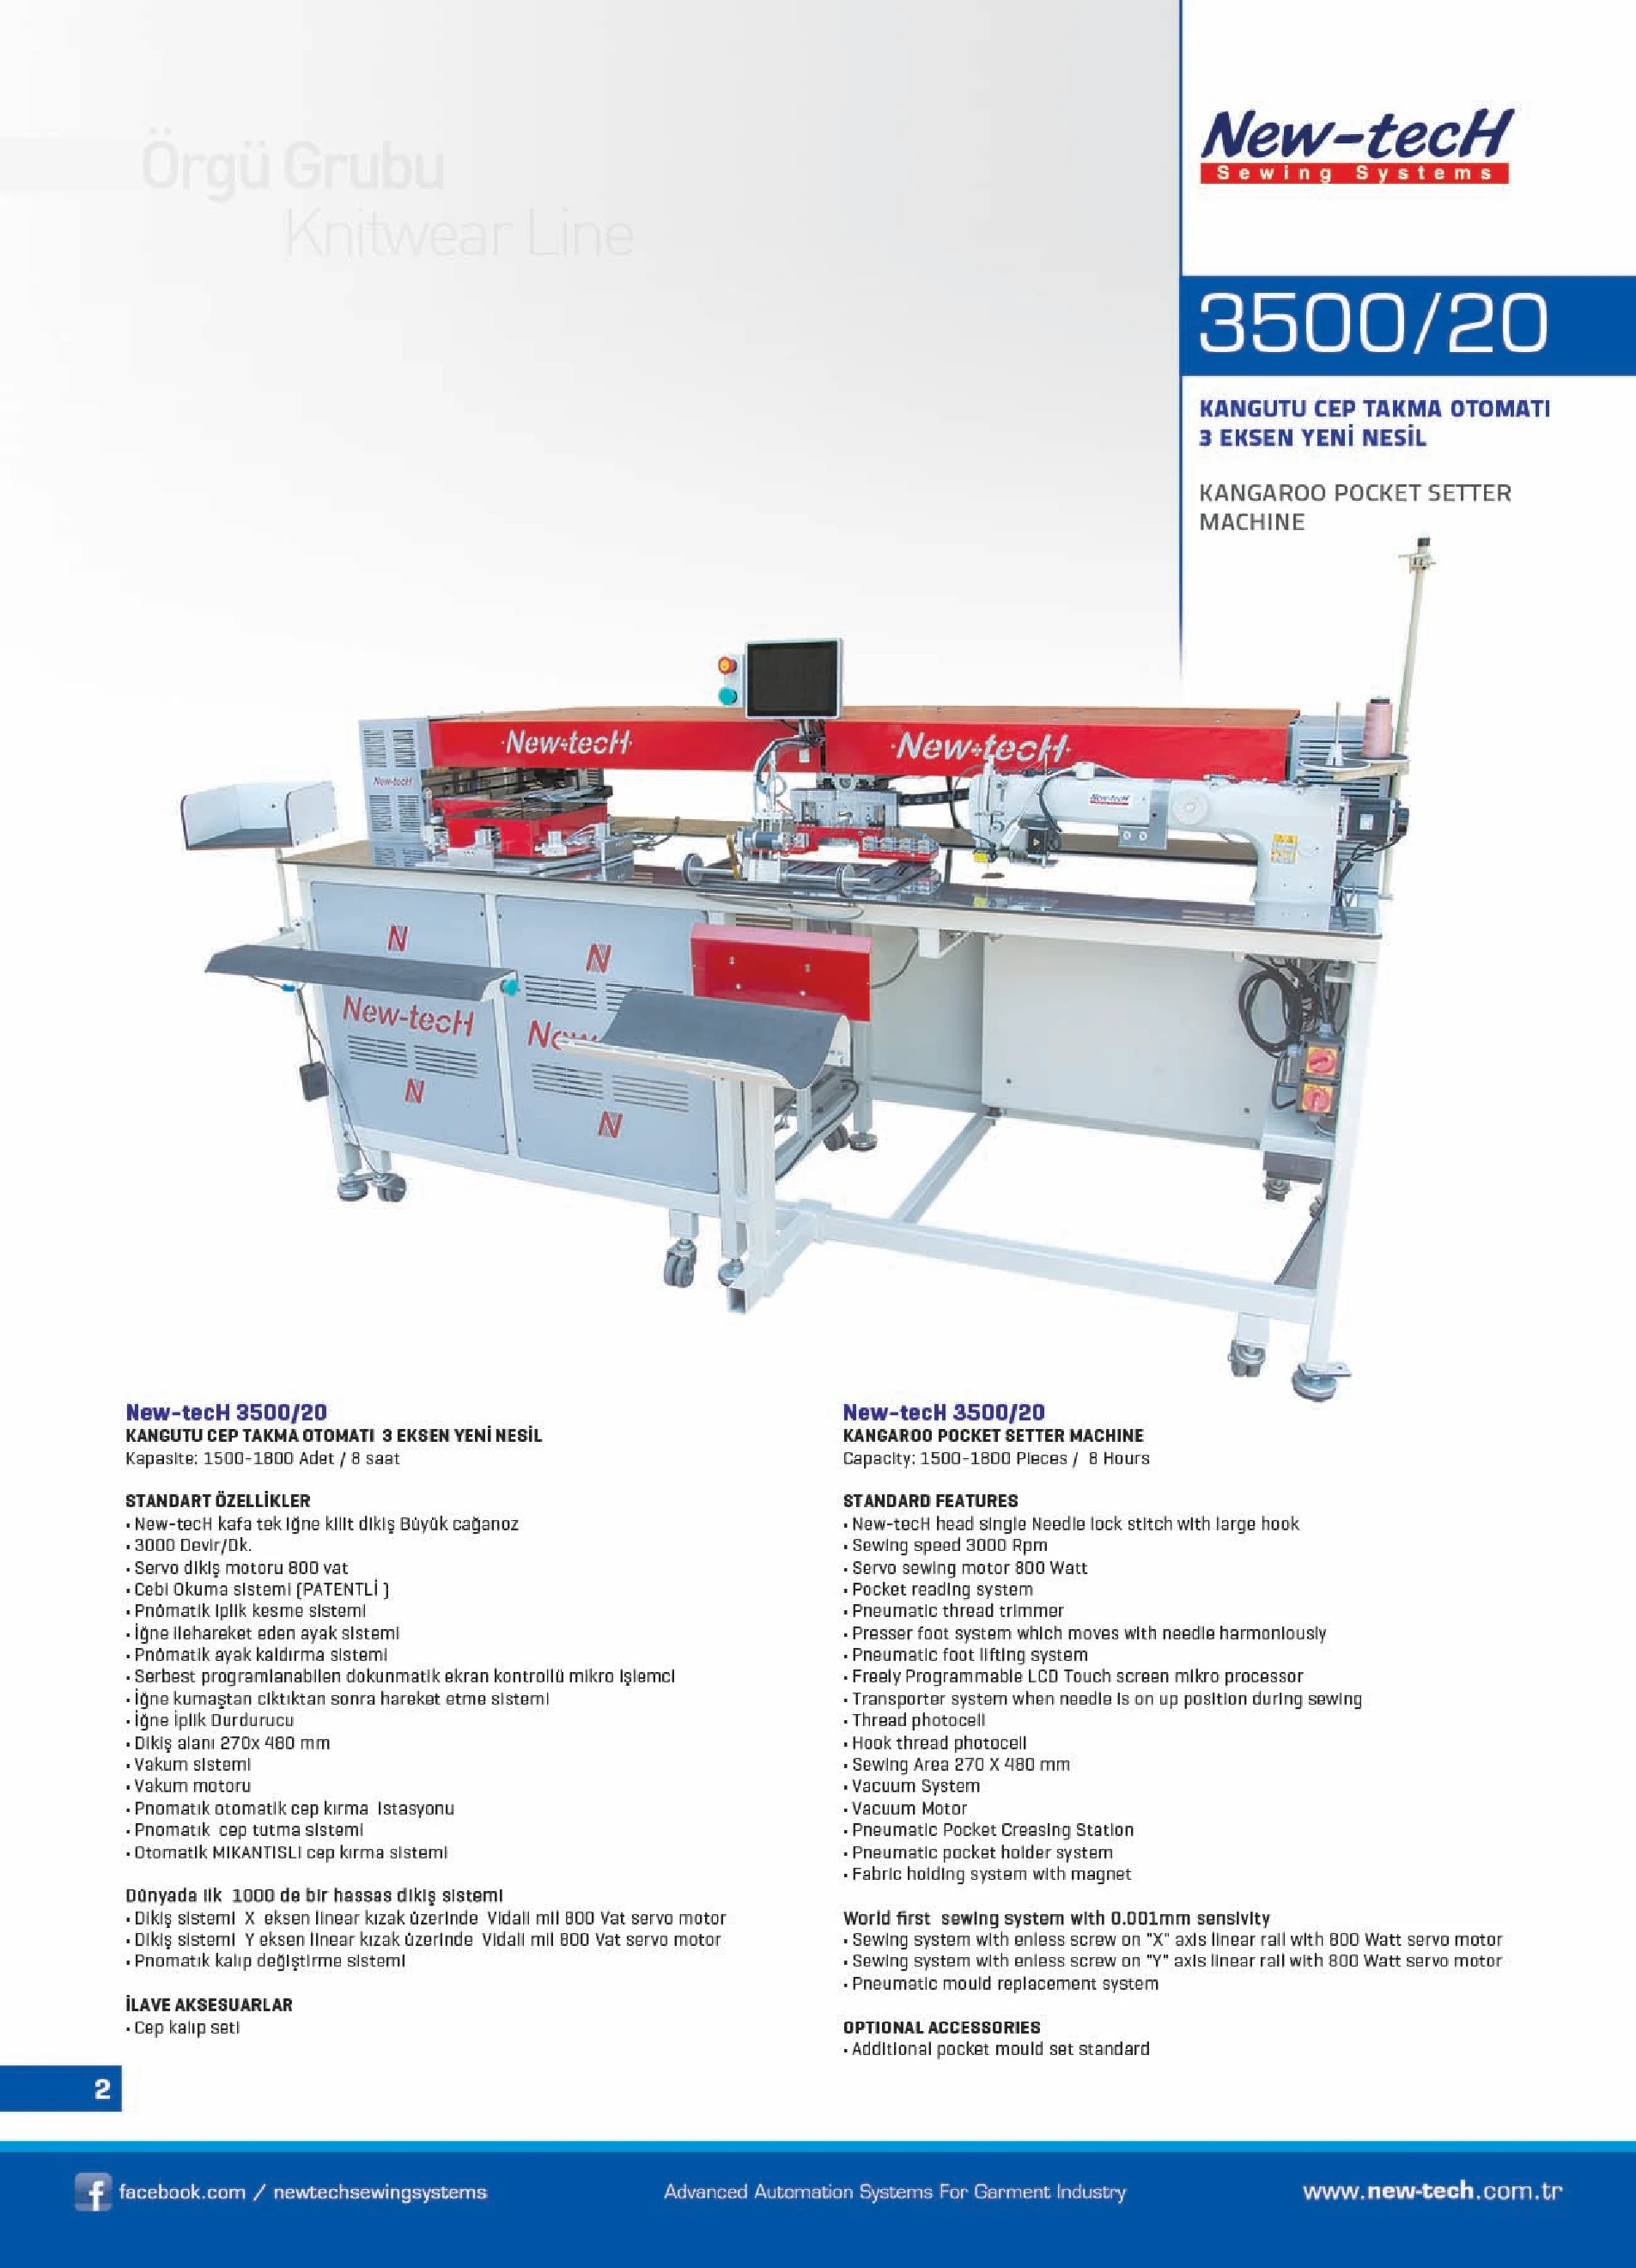 Örgü Grubu
Knitwear Line
New-tecH
Sewing Systems
3500/20
KANGUTU CEP TAKMA OTOMATI
3 EKSEN YENİ NESİL
KANGAROO POCKET SETTER
MACHINE
New-tecH
New-tecH
New-tecH
New-tecH
N
N
New-tecH
N
N
New-tecH 3500/20
KANGUTU CEP TAKMA OTOMATI 3 EKSEN YENİ NESİL
Kapasite: 1500-1800 Adet / 8 saat
STANDART ÖZELLİKLER
• New-tecH kafa tek iğne kilit dikiş Büyük cağanoz
• 3000 Devir/Dk.
• Servo dikiş motoru 800 vat
• Cebi Okuma sistemi (PATENTLİ )
• Pnömatik iplik kesme sistemi
• İğne ilehareket eden ayak sistemi
• Pnömatik ayak kaldırma sistemi
• Serbest programlanabilen dokunmatik ekran kontrollü mikro işlemci
• İğne kumaştan cıktıktan sonra hareket etme sistemi
• İğne İplik Durdurucu
• Dikiş alanı 270x 480 mm
• Vakum sistemi
• Vakum motoru
• Pnomatık otomatik cep kırma Istasyonu
• Pnomatık cep tutma sistemi
• Otomatik MIKANTISLI cep kırma sistemi
Dünyada ilk 1000 de bir hassas dikiş sistemi
• Dikiş sistemi X eksen linear kızak üzerinde Vidali mil 800 Vat servo motor
• Dikiş sistemi Y eksen linear kızak üzerinde Vidali mil 800 Vat servo motor
• Pnomatık kalıp değiştirme sistemi
İLAVE AKSESUARLAR
• Cep kalıp seti
New-tecH 3500/20
KANGAROO POCKET SETTER MACHINE
Capacity: 1500-1800 Pieces / 8 Hours
STANDARD FEATURES
• New-tecH head single Needle lock stitch with large hook
• Sewing speed 3000 Rpm
• Servo sewing motor 800 Watt
• Pocket reading system
• Pneumatic thread trimmer
• Presser foot system which moves with needle harmoniously
• Pneumatic foot lifting system
• Freely Programmable LCD Touch screen mikro processor
• Transporter system when needle is on up position during sewing
• Thread photocell
• Hook thread photocell
• Sewing Area 270 X 480 mm
• Vacuum System
• Vacuum Motor
• Pneumatic Pocket Creasing Station
• Pneumatic pocket holder system
• Fabric holding system with magnet
World first sewing system with 0.001mm sensivity
• Sewing system with enless screw on "X" axis linear rail with 800 Watt servo motor
• Sewing system with enless screw on "Y" axis linear rail with 800 Watt servo motor
• Pneumatic mould replacement system
OPTIONAL ACCESSORIES
• Additional pocket mould set standard
2
facebook.com / newtechsewingsystems
Advanced Automation Systems For Garment Industry
www.new-tech.com.tr